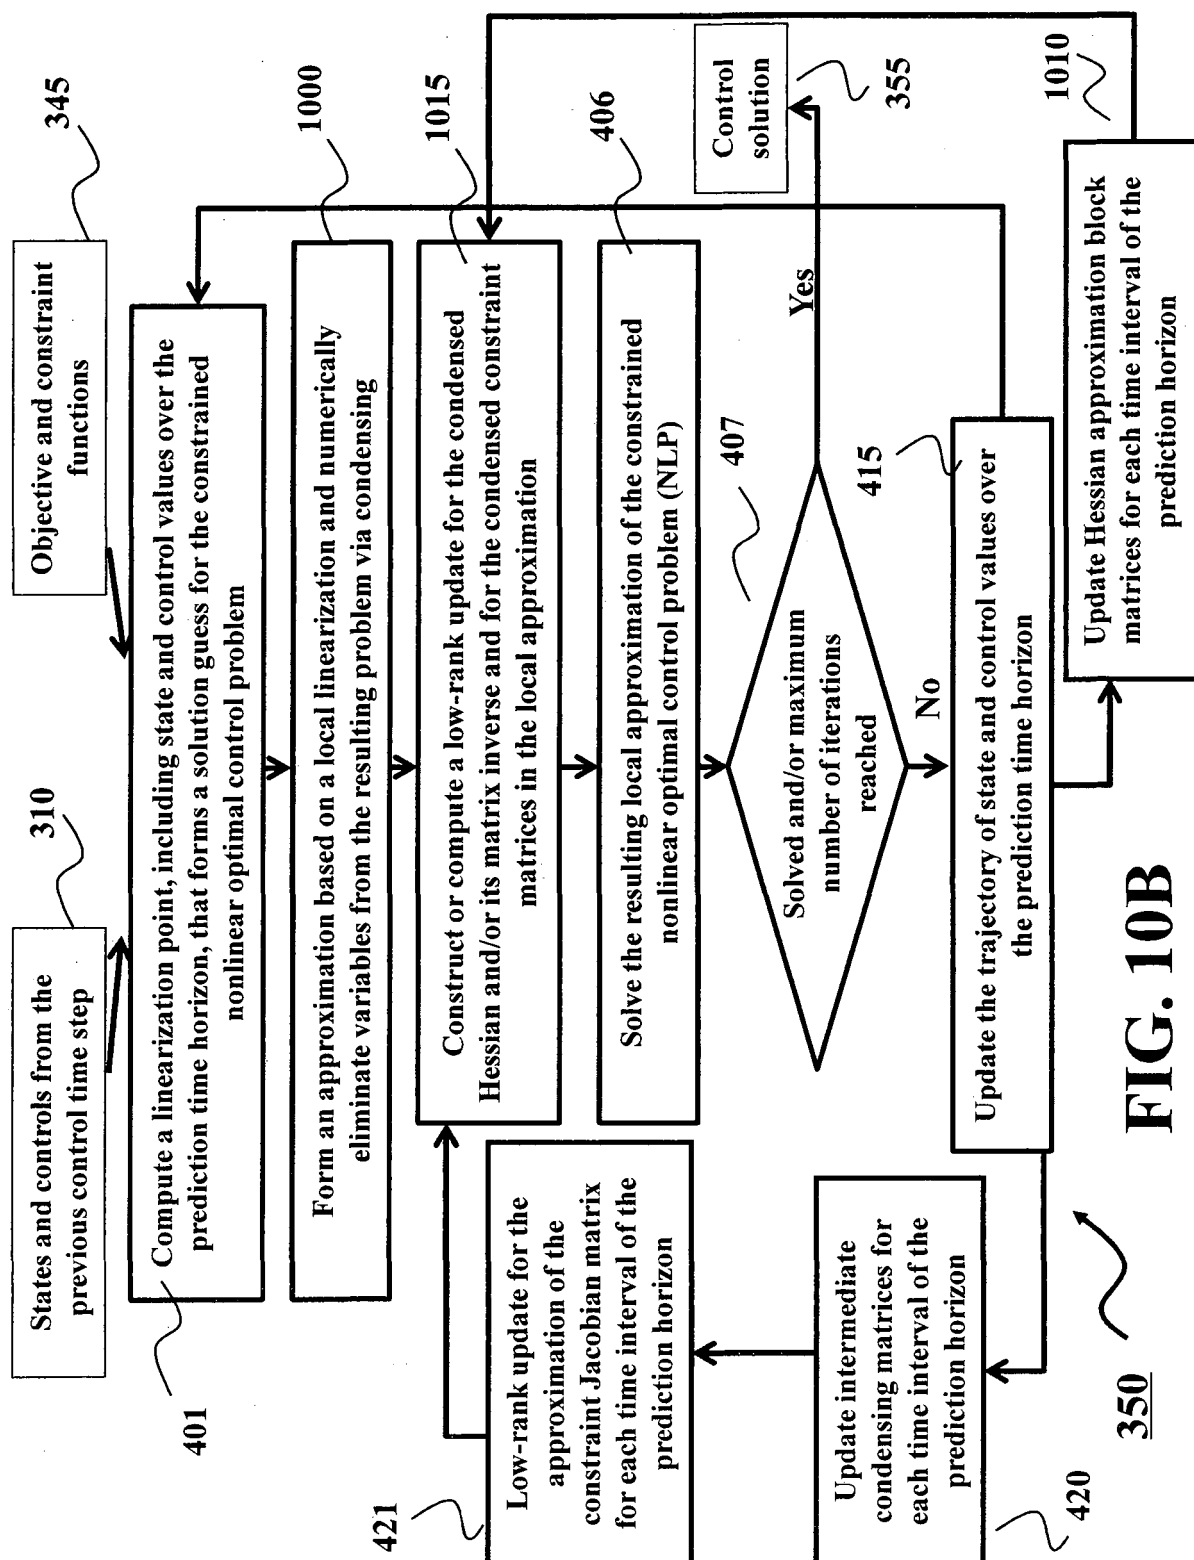 States and controls from the
previous control time step
310
Objective and constraint
functions
345
401
Compute a linearization point, including state and control values over the
prediction time horizon, that forms a solution guess for the constrained
nonlinear optimal control problem
Form an approximation based on a local linearization and numerically
eliminate variables from the resulting problem via condensing
1000
Construct or compute a low-rank update for the condensed
Hessian and/or its matrix inverse and for the condensed constraint
matrices in the local approximation
1015
Solve the resulting local approximation of the constrained
nonlinear optimal control problem (NLP)
406
Solved and/or maximum
number of iterations
reached
407
Yes
Control
solution
355
No
Update the trajectory of state and control values over
the prediction time horizon
415
Update Hessian approximation block
matrices for each time interval of the
prediction horizon
1010
Low-rank update for the
approximation of the
constraint Jacobian matrix
for each time interval of the
prediction horizon
421
Update intermediate
condensing matrices for
each time interval of the
prediction horizon
420
350
FIG. 10B